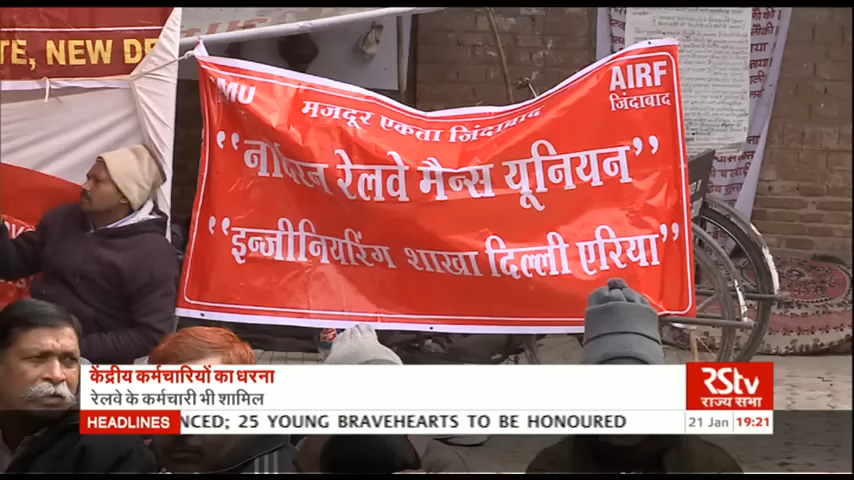 TE, NEW DE
MU
AIRF
जिंदाबाद
मजदूर एकता जिंदाबाद
“नॉर्दरन रेलवे मैन्स यूनियन”
“इन्जीनियरिंग शाखा दिल्ली एरिया”
केंद्रीय कर्मचारियों का धरना
रेलवे के कर्मचारी भी शामिल
RStv
राज्य सभा
HEADLINES
NCED; 25 YOUNG BRAVEHEARTS TO BE HONOURED
21 Jan 19:21